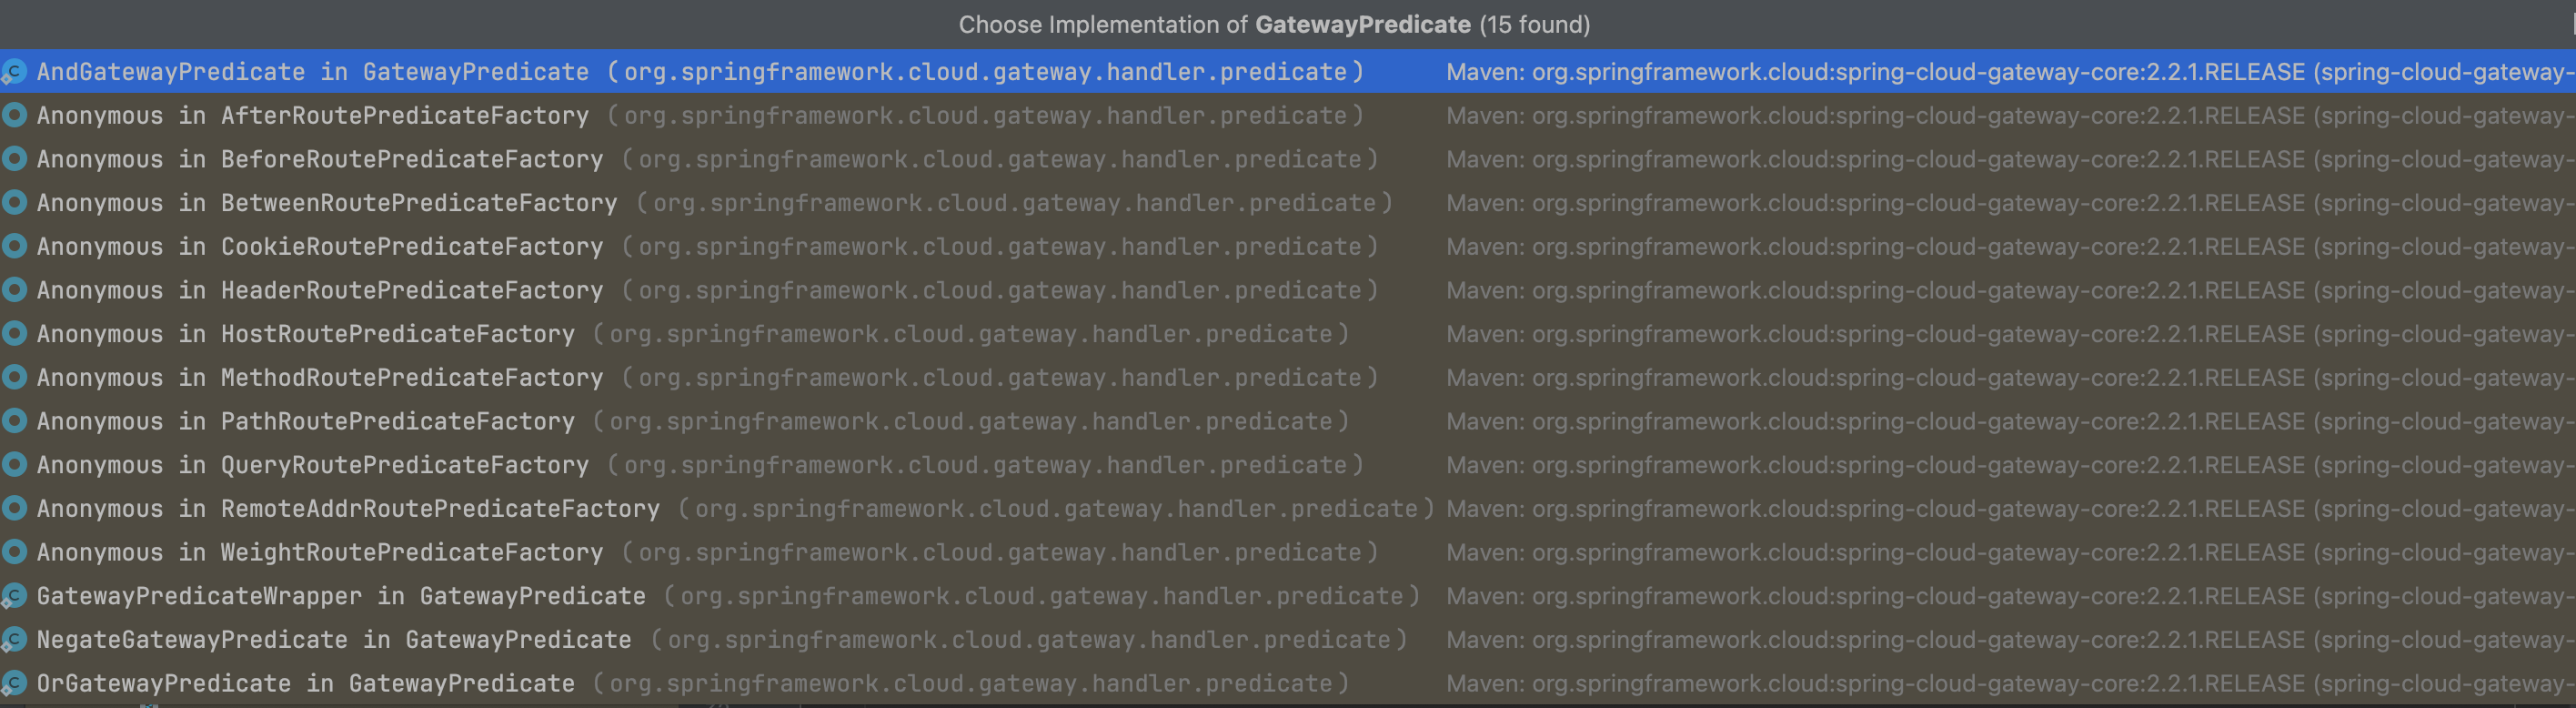 Choose Implementation of GatewayPredicate (15 found)
AndGatewayPredicate in GatewayPredicate (org.springframework.cloud.gateway.handler.predicate) Maven: org.springframework.cloud:spring-cloud-gateway-core:2.2.1.RELEASE (spring-cloud-gateway-
Anonymous in AfterRoutePredicateFactory (org.springframework.cloud.gateway.handler.predicate) Maven: org.springframework.cloud:spring-cloud-gateway-core:2.2.1.RELEASE (spring-cloud-gateway-
Anonymous in BeforeRoutePredicateFactory (org.springframework.cloud.gateway.handler.predicate) Maven: org.springframework.cloud:spring-cloud-gateway-core:2.2.1.RELEASE (spring-cloud-gateway-
Anonymous in BetweenRoutePredicateFactory (org.springframework.cloud.gateway.handler.predicate) Maven: org.springframework.cloud:spring-cloud-gateway-core:2.2.1.RELEASE (spring-cloud-gateway-
Anonymous in CookieRoutePredicateFactory (org.springframework.cloud.gateway.handler.predicate) Maven: org.springframework.cloud:spring-cloud-gateway-core:2.2.1.RELEASE (spring-cloud-gateway-
Anonymous in HeaderRoutePredicateFactory (org.springframework.cloud.gateway.handler.predicate) Maven: org.springframework.cloud:spring-cloud-gateway-core:2.2.1.RELEASE (spring-cloud-gateway-
Anonymous in HostRoutePredicateFactory (org.springframework.cloud.gateway.handler.predicate) Maven: org.springframework.cloud:spring-cloud-gateway-core:2.2.1.RELEASE (spring-cloud-gateway-
Anonymous in MethodRoutePredicateFactory (org.springframework.cloud.gateway.handler.predicate) Maven: org.springframework.cloud:spring-cloud-gateway-core:2.2.1.RELEASE (spring-cloud-gateway-
Anonymous in PathRoutePredicateFactory (org.springframework.cloud.gateway.handler.predicate) Maven: org.springframework.cloud:spring-cloud-gateway-core:2.2.1.RELEASE (spring-cloud-gateway-
Anonymous in QueryRoutePredicateFactory (org.springframework.cloud.gateway.handler.predicate) Maven: org.springframework.cloud:spring-cloud-gateway-core:2.2.1.RELEASE (spring-cloud-gateway-
Anonymous in RemoteAddrRoutePredicateFactory (org.springframework.cloud.gateway.handler.predicate) Maven: org.springframework.cloud:spring-cloud-gateway-core:2.2.1.RELEASE (spring-cloud-gateway-
Anonymous in WeightRoutePredicateFactory (org.springframework.cloud.gateway.handler.predicate) Maven: org.springframework.cloud:spring-cloud-gateway-core:2.2.1.RELEASE (spring-cloud-gateway-
GatewayPredicateWrapper in GatewayPredicate (org.springframework.cloud.gateway.handler.predicate) Maven: org.springframework.cloud:spring-cloud-gateway-core:2.2.1.RELEASE (spring-cloud-gateway-
NegateGatewayPredicate in GatewayPredicate (org.springframework.cloud.gateway.handler.predicate) Maven: org.springframework.cloud:spring-cloud-gateway-core:2.2.1.RELEASE (spring-cloud-gateway-
OrGatewayPredicate in GatewayPredicate (org.springframework.cloud.gateway.handler.predicate) Maven: org.springframework.cloud:spring-cloud-gateway-core:2.2.1.RELEASE (spring-cloud-gateway-